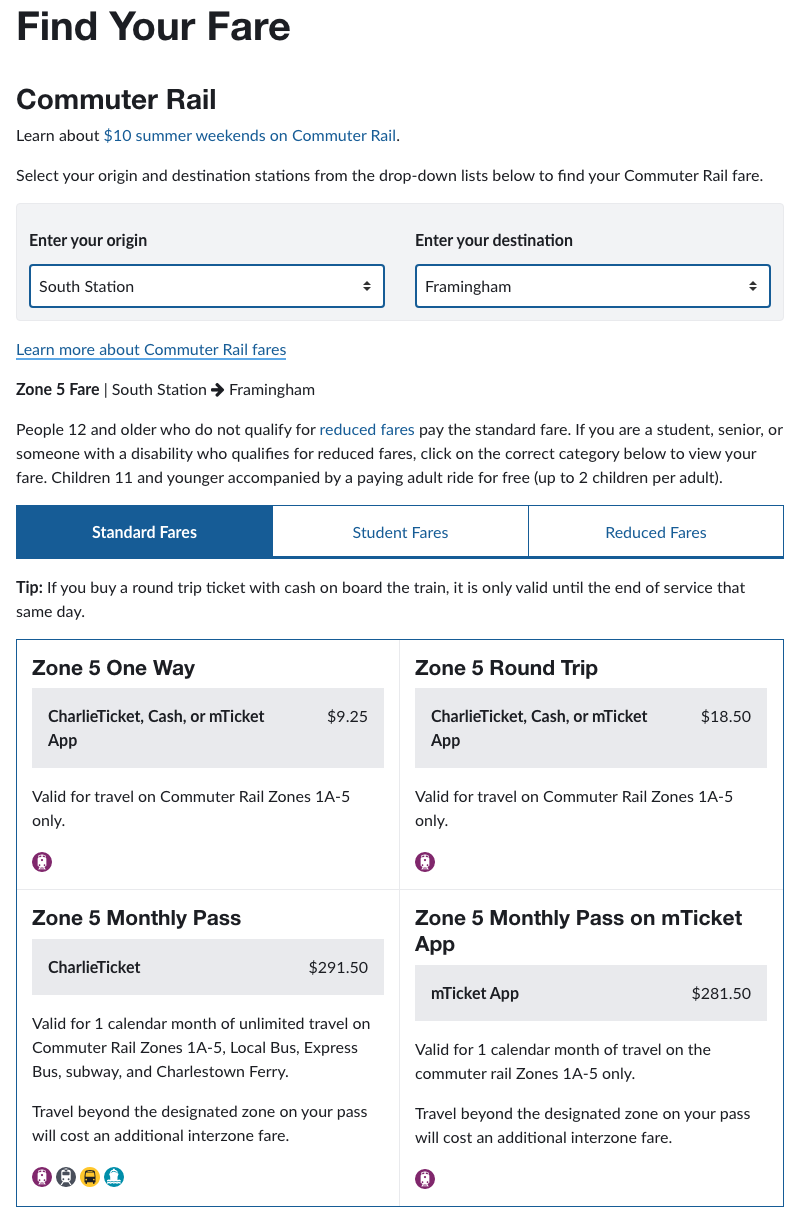 Find Your Fare
Commuter Rail
Learn about $10 summer weekends on Commuter Rail.
Select your origin and destination stations from the drop-down lists below to find your Commuter Rail fare.
Enter your origin
South Station
Enter your destination
Framingham
Learn more about Commuter Rail fares
Zone 5 Fare | South Station → Framingham
People 12 and older who do not qualify for reduced fares pay the standard fare. If you are a student, senior, or
someone with a disability who qualifies for reduced fares, click on the correct category below to view your
fare. Children 11 and younger accompanied by a paying adult ride for free (up to 2 children per adult).
Standard Fares
Student Fares
Reduced Fares
Tip: If you buy a round trip ticket with cash on board the train, it is only valid until the end of service that
same day.
Zone 5 One Way
CharlieTicket, Cash, or mTicket
App
$9.25
Valid for travel on Commuter Rail Zones 1A-5
only.
Zone 5 Round Trip
CharlieTicket, Cash, or mTicket
App
$18.50
Valid for travel on Commuter Rail Zones 1A-5
only.
Zone 5 Monthly Pass
CharlieTicket
$291.50
Valid for 1 calendar month of unlimited travel on
Commuter Rail Zones 1A-5, Local Bus, Express
Bus, subway, and Charlestown Ferry.
Travel beyond the designated zone on your pass
will cost an additional interzone fare.
Zone 5 Monthly Pass on mTicket
App
mTicket App
$281.50
Valid for 1 calendar month of travel on the
commuter rail Zones 1A-5 only.
Travel beyond the designated zone on your pass
will cost an additional interzone fare.